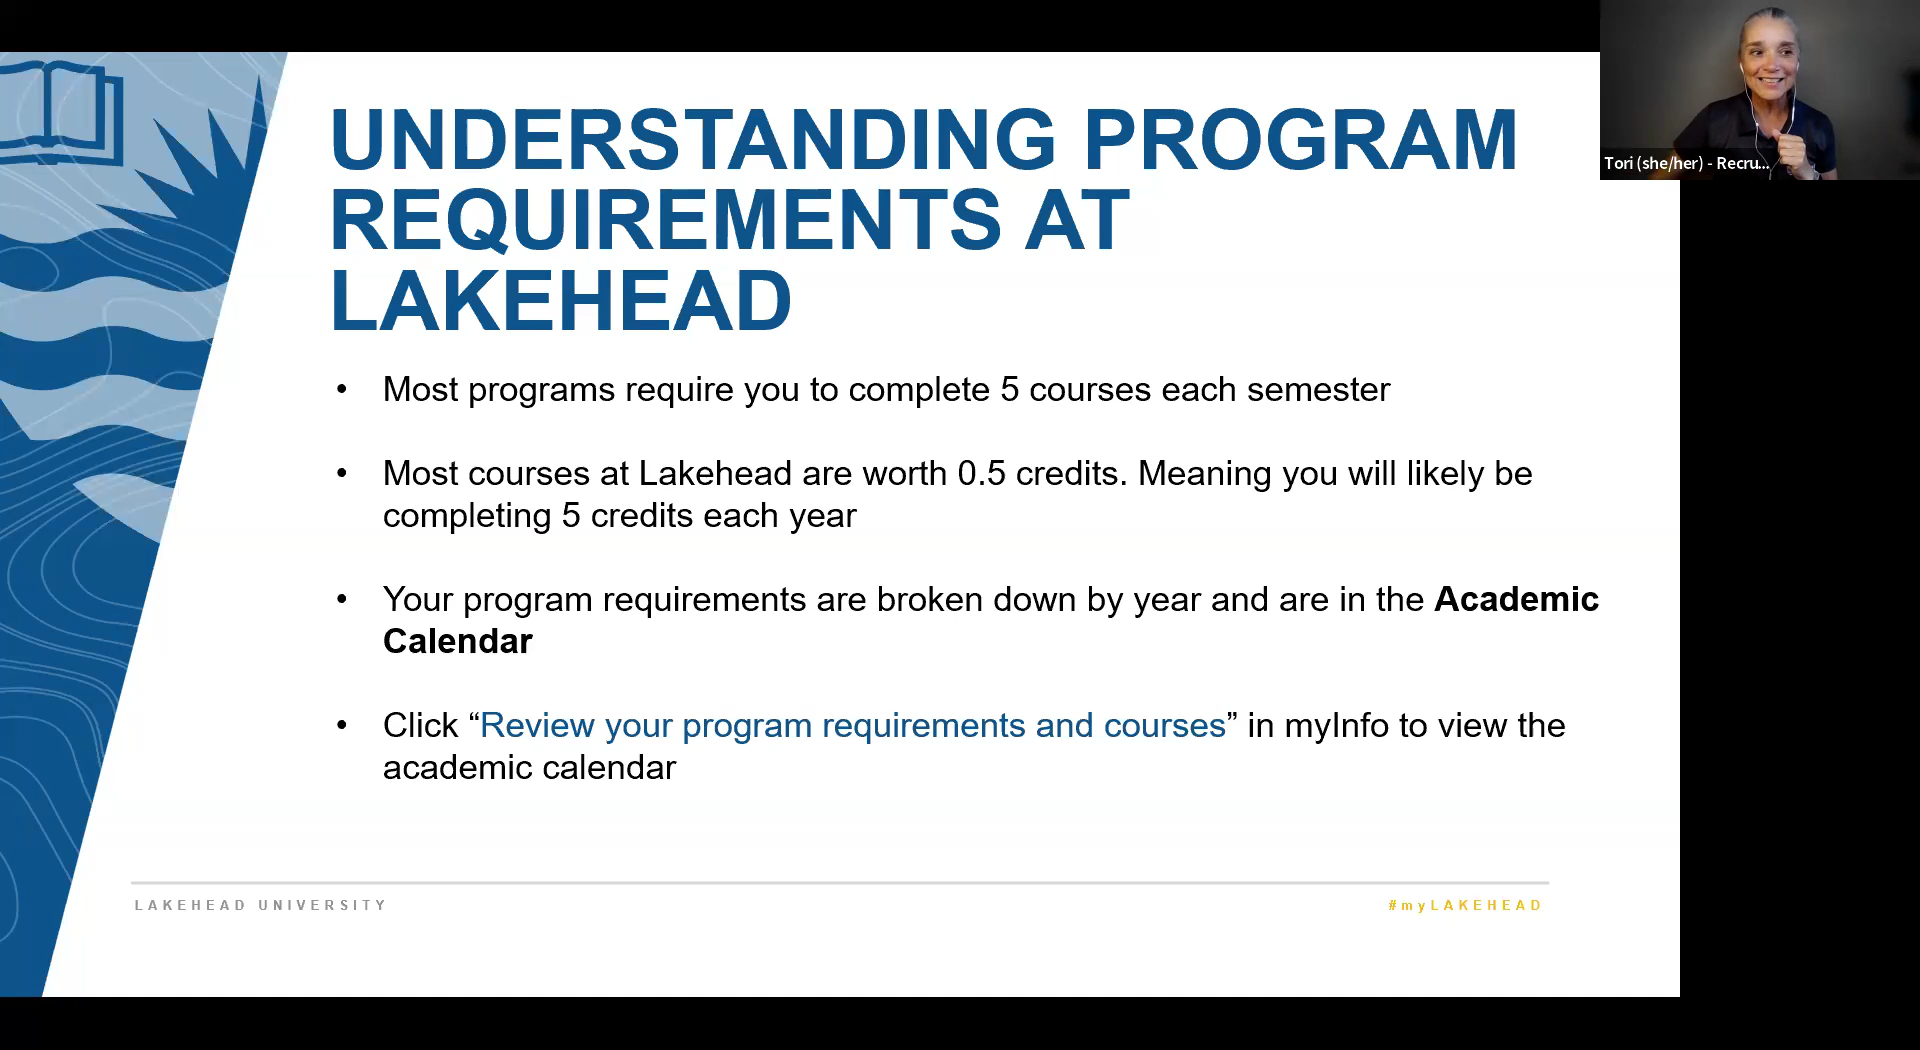 UNDERSTANDING PROGRAM
REQUIREMENTS AT
LAKEHEAD
• Most programs require you to complete 5 courses each semester
• Most courses at Lakehead are worth 0.5 credits. Meaning you will likely be
completing 5 credits each year
• Your program requirements are broken down by year and are in the Academic
Calendar
• Click “Review your program requirements and courses” in myInfo to view the
academic calendar
LAKEHEAD UNIVERSITY
#myLAKEHEAD
Tori (she/her) - Recru...